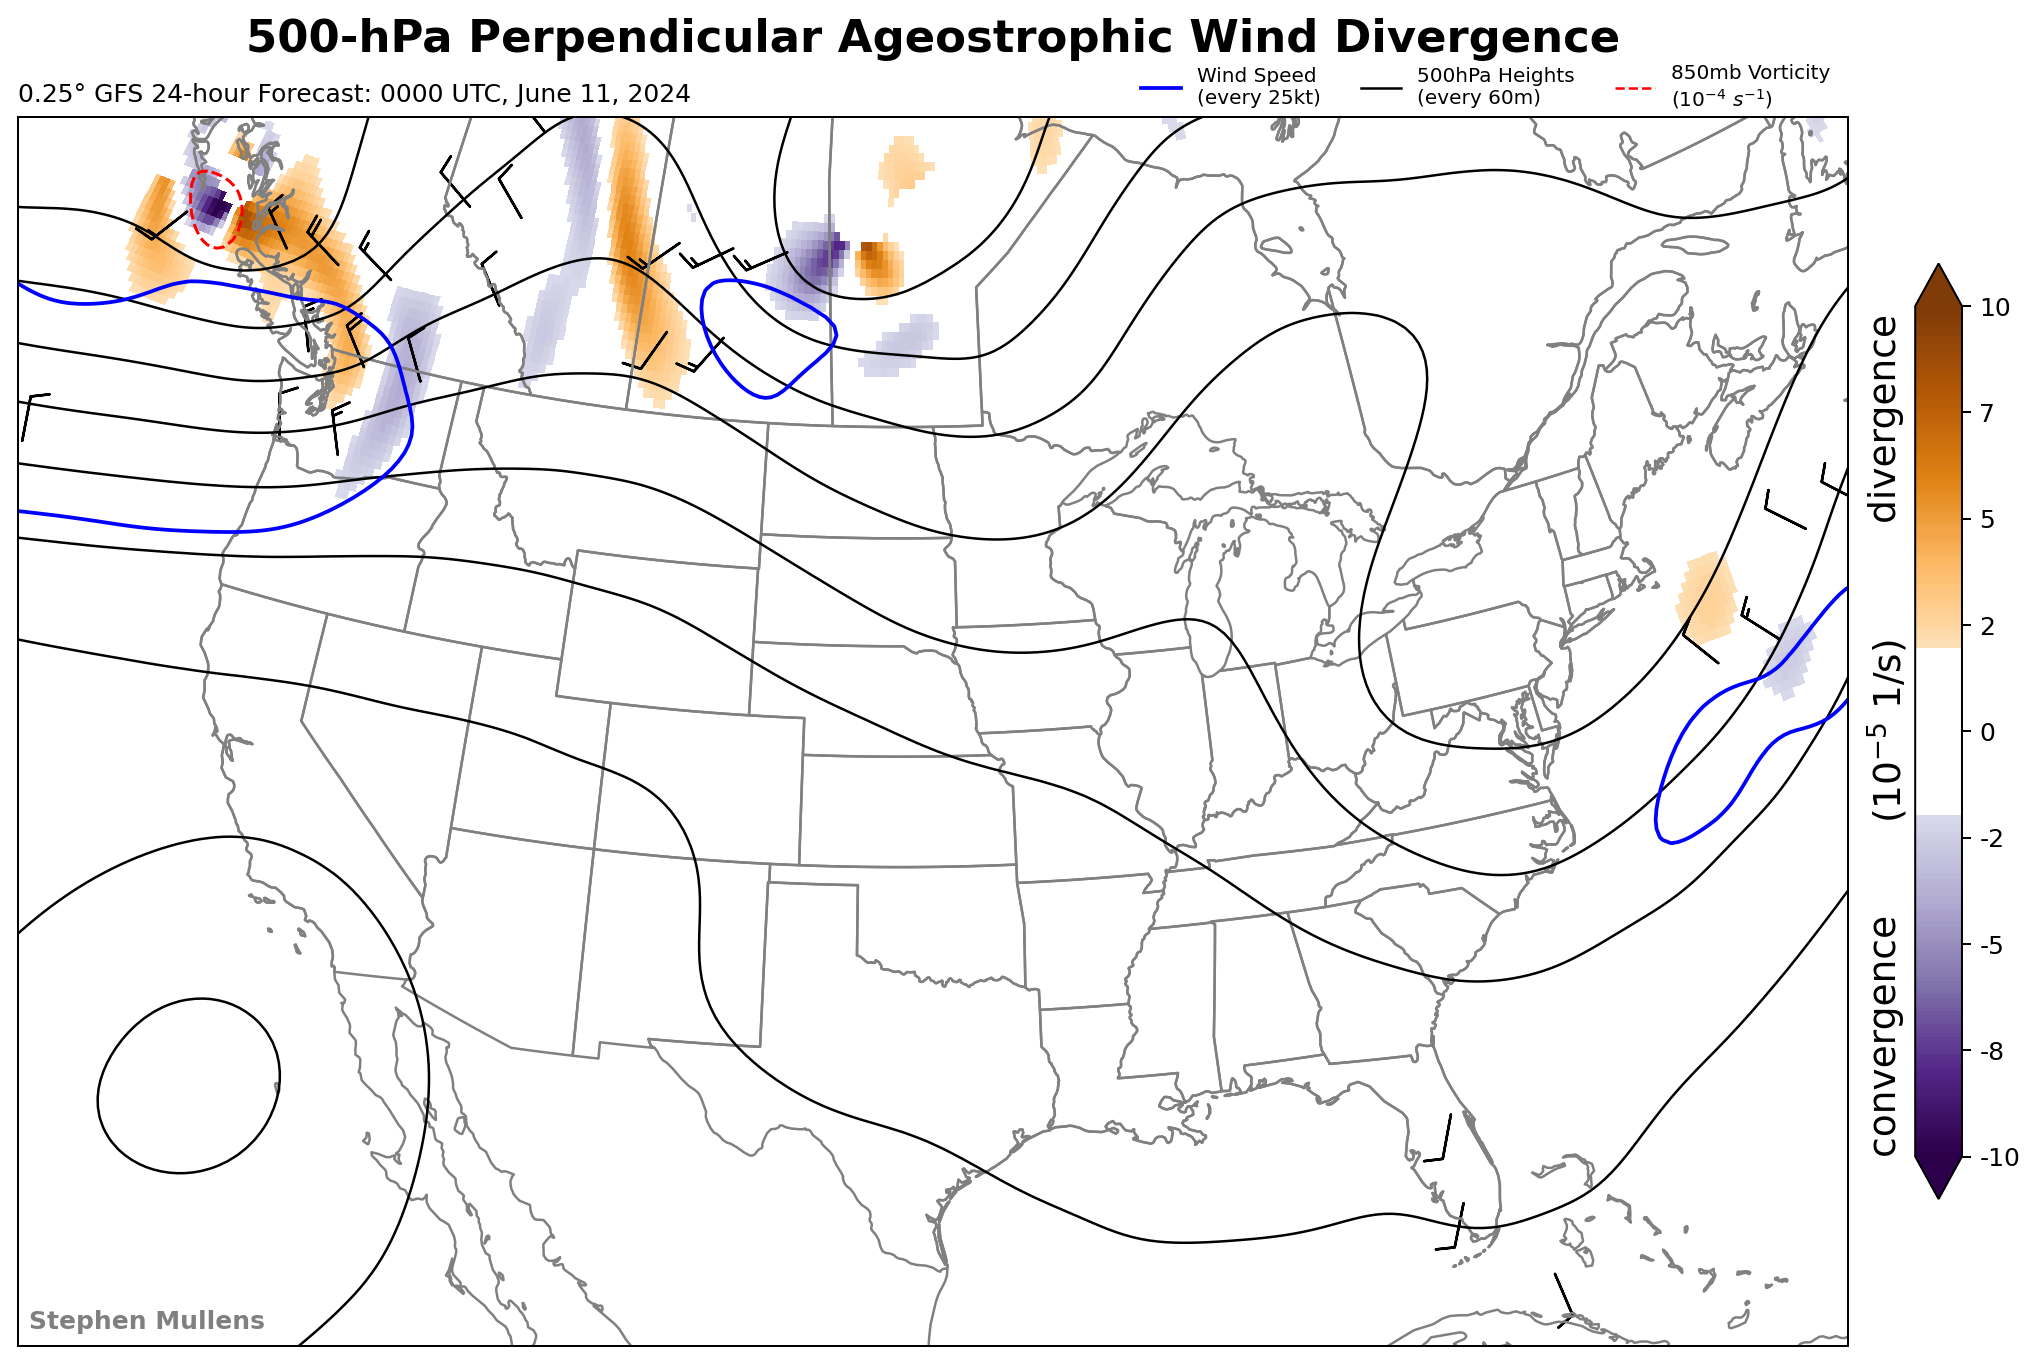 500-hPa Perpendicular Ageostrophic Wind Divergence
0.25° GFS 24-hour Forecast: 0000 UTC, June 11, 2024
Wind Speed
(every 25kt)
500hPa Heights
(every 60m)
850mb Vorticity
(10⁻⁴ s⁻¹)
10
7
5
2
0
-2
-5
-8
-10
convergence (10⁻⁵ 1/s) divergence
Stephen Mullens